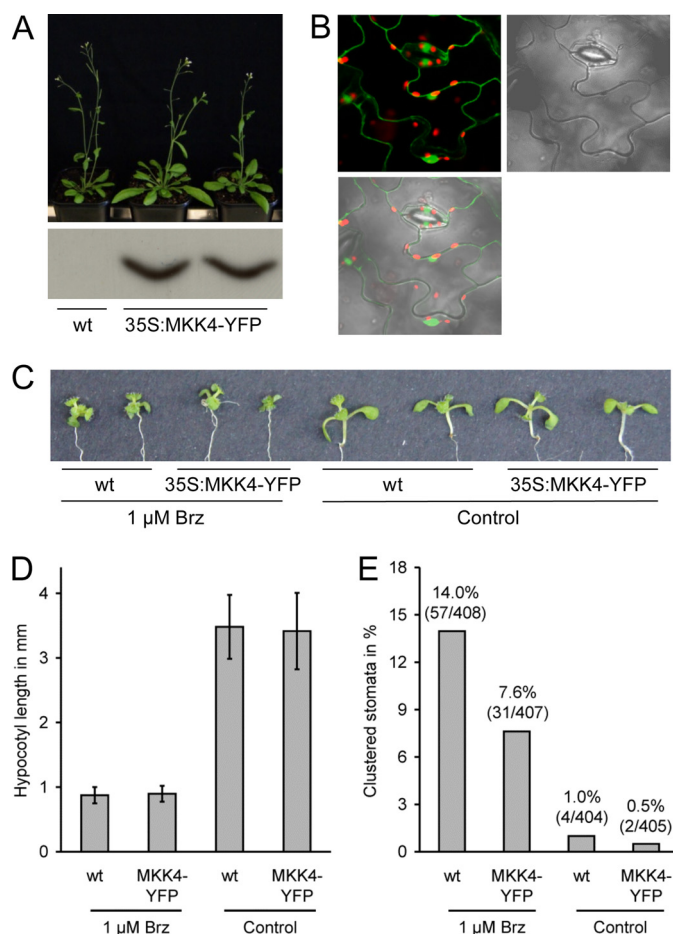 A
wt
35S:MKK4-YFP
B
C
wt
35S:MKK4-YFP
wt
35S:MKK4-YFP
1 µM Brz
Control
D
Hypocotyl length in mm
4
3
2
1
0
wt
MKK4-
YFP
wt
MKK4-
YFP
1 µM Brz
Control
E
Clustered stomata in %
18
15
12
9
6
3
0
14.0%
(57/408)
7.6%
(31/407)
1.0%
(4/404)
0.5%
(2/405)
wt
MKK4-
YFP
wt
MKK4-
YFP
1 µM Brz
Control